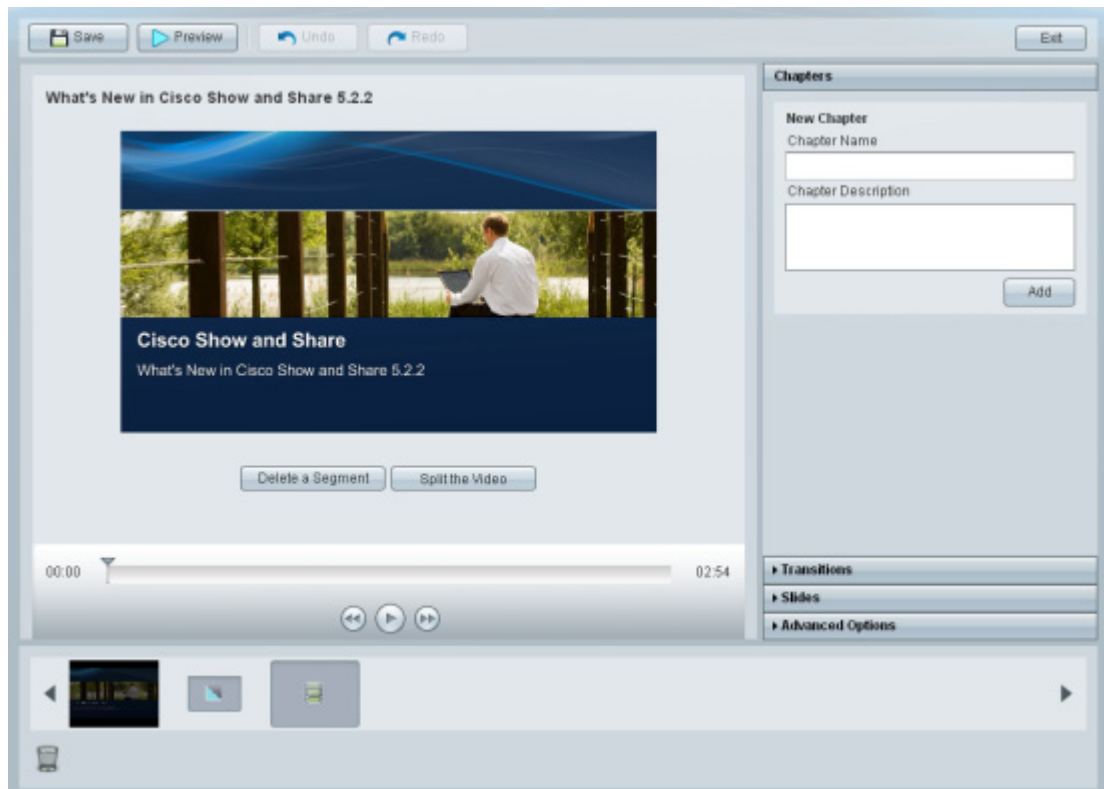 Save
Preview
Undo
Redo
Exit
What's New in Cisco Show and Share 5.2.2
Cisco Show and Share
What's New in Cisco Show and Share 5.2.2
Delete a Segment
Split the Video
00:00
02:54
Chapters
New Chapter
Chapter Name
Chapter Description
Add
Transitions
Slides
Advanced Options